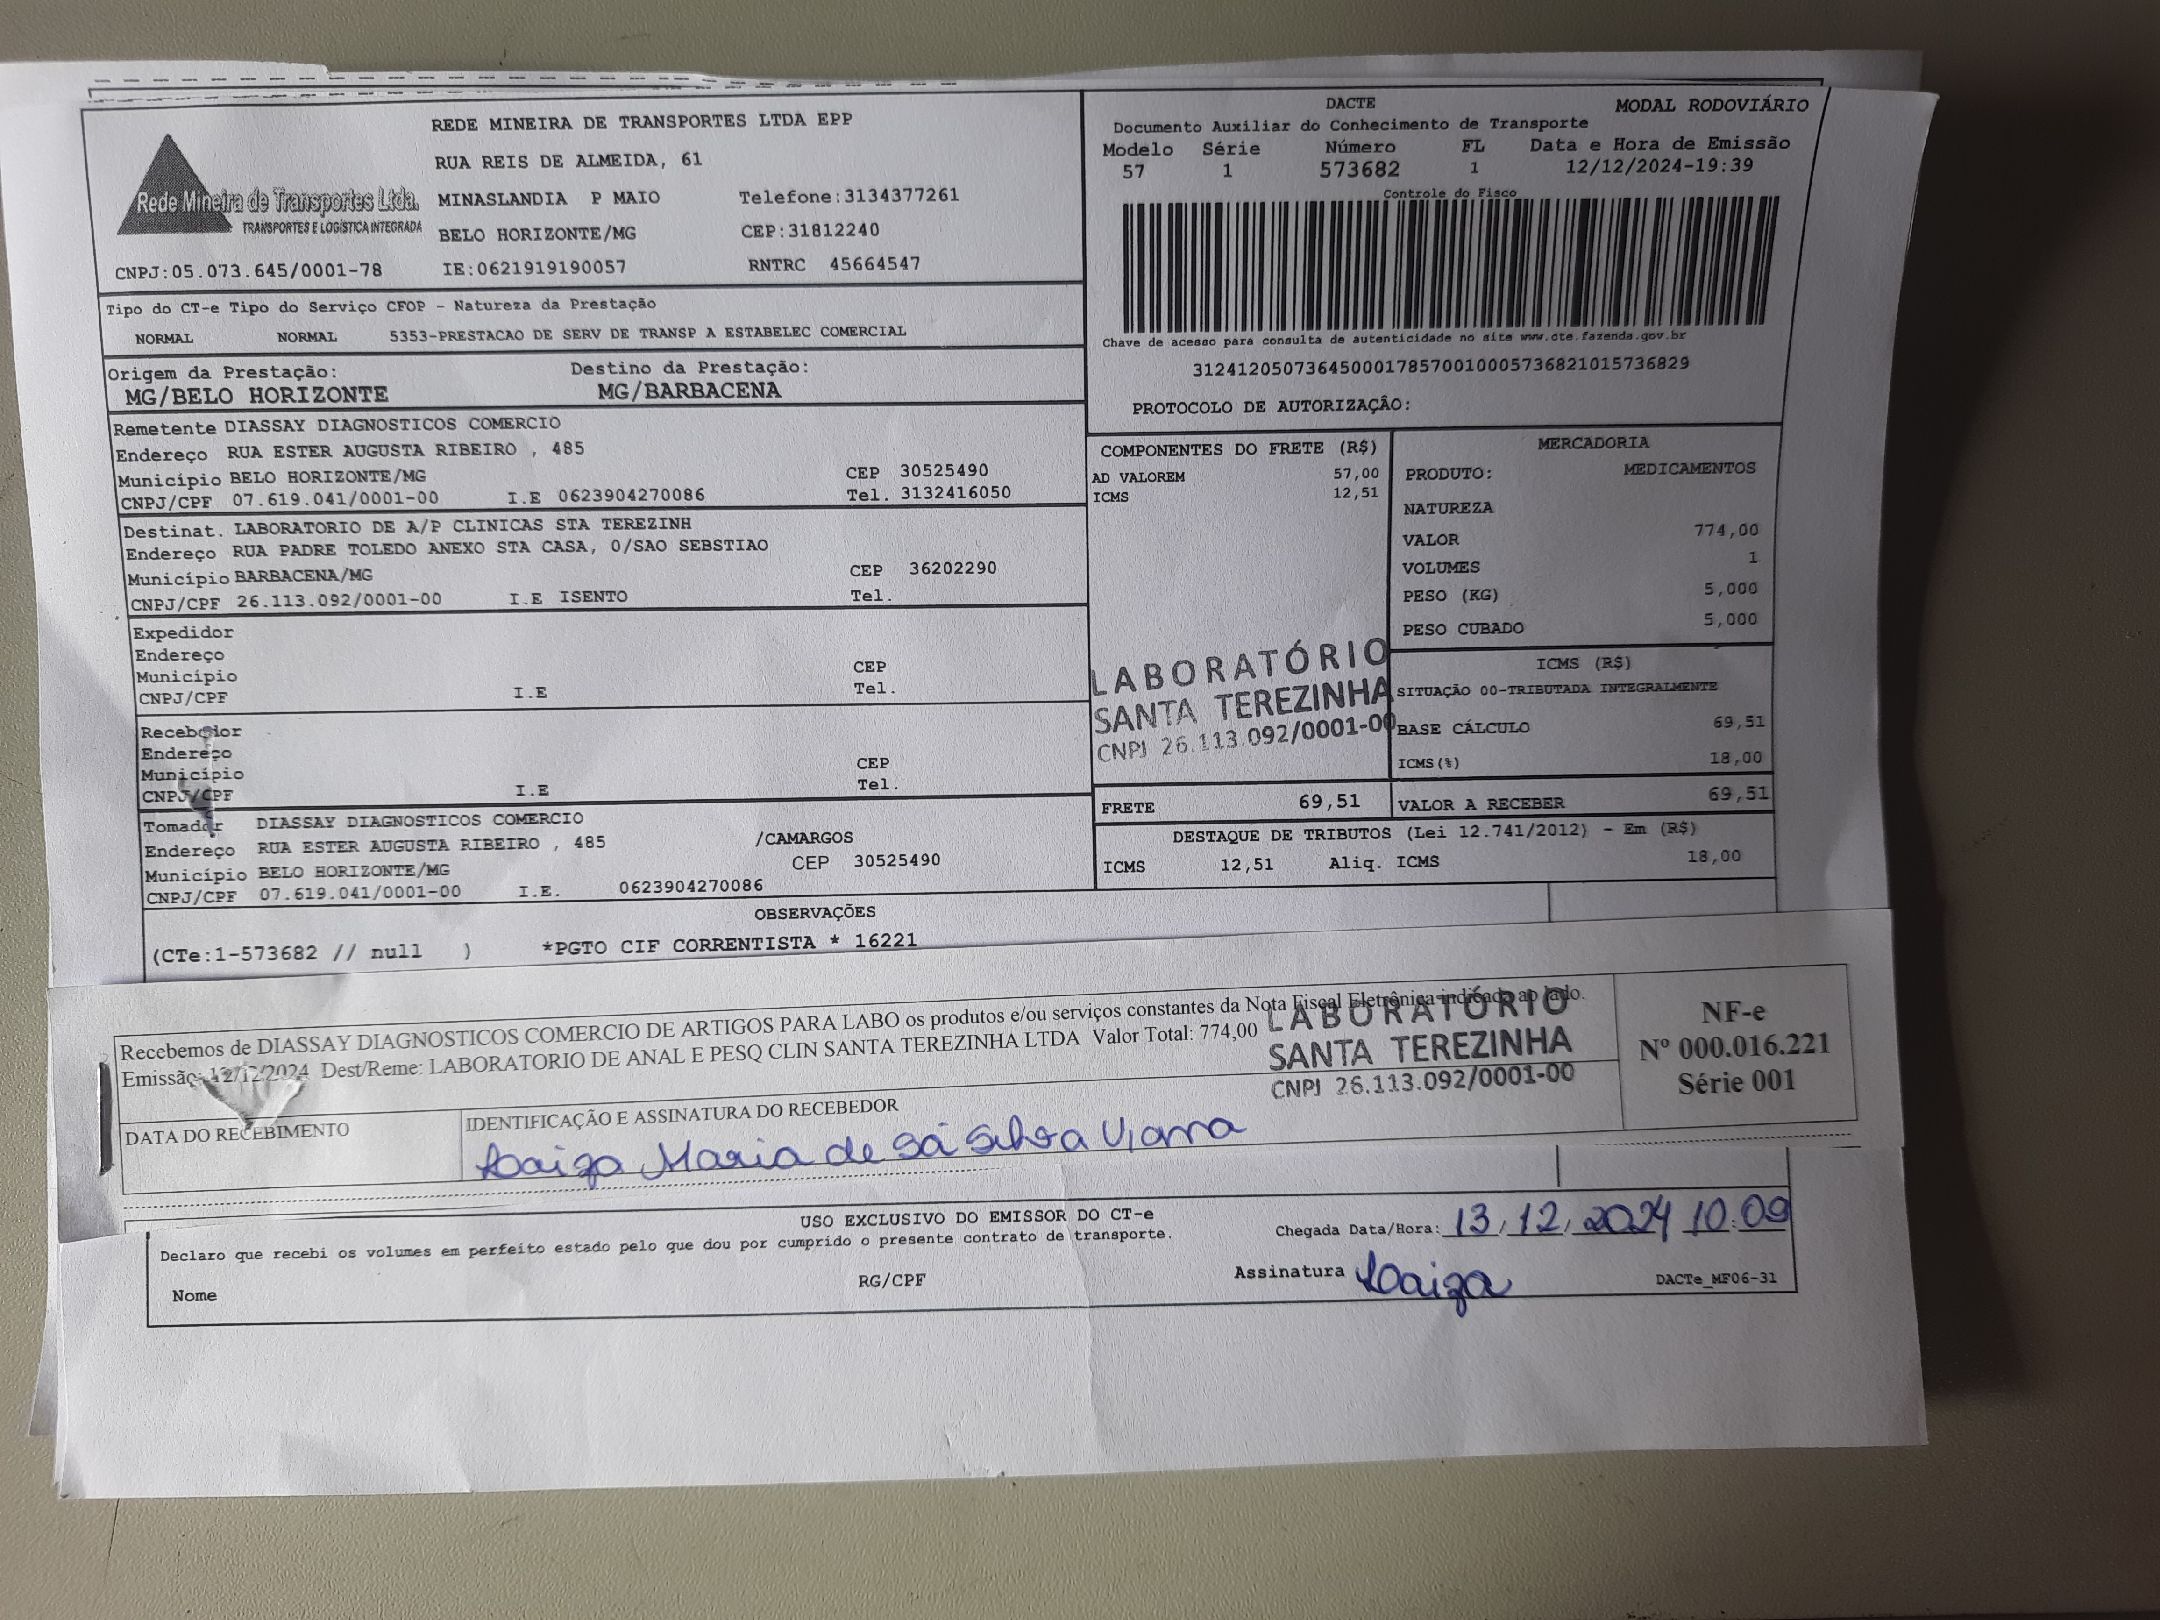 REDE MINEIRA DE TRANSPORTES LTDA EPP
RUA REIS DE ALMEIDA, 61
Rede Mineira de Transportes Ltda.
TRANSPORTES E LOGÍSTICA INTEGRADA
MINASLANDIA P MAIO Telefone:3134377261
BELO HORIZONTE/MG CEP:31812240
CNPJ:05.073.645/0001-78 IE:0621919190057 RNTRC 45664547
DACTE MODAL RODOVIÁRIO
Documento Auxiliar do Conhecimento de Transporte
Modelo Série Número FL Data e Hora de Emissão
57 1 573682 1 12/12/2024-19:39
Controle do Fisco
Chave de acesso para consulta de autenticidade no site www.cte.fazenda.gov.br
31241205073645000178570010005736821015736829
PROTOCOLO DE AUTORIZAÇÂO:
Tipo do CT-e Tipo do Serviço CFOP - Natureza da Prestação
NORMAL NORMAL 5353-PRESTACAO DE SERV DE TRANSP A ESTABELEC COMERCIAL
Origem da Prestação: Destino da Prestação:
MG/BELO HORIZONTE MG/BARBACENA
Remetente DIASSAY DIAGNOSTICOS COMERCIO
Endereço RUA ESTER AUGUSTA RIBEIRO , 485
Município BELO HORIZONTE/MG CEP 30525490
CNPJ/CPF 07.619.041/0001-00 I.E 0623904270086 Tel. 3132416050
Destinat. LABORATORIO DE A/P CLINICAS STA TEREZINH
Endereço RUA PADRE TOLEDO ANEXO STA CASA, 0/SAO SEBSTIAO
Município BARBACENA/MG CEP 36202290
CNPJ/CPF 26.113.092/0001-00 I.E ISENTO Tel.
Expedidor
Endereço
Município CEP
CNPJ/CPF I.E Tel.
Recebedor
Endereço
Município CEP
CNPJ/CPF I.E Tel.
Tomador DIASSAY DIAGNOSTICOS COMERCIO
Endereço RUA ESTER AUGUSTA RIBEIRO , 485 /CAMARGOS
Município BELO HORIZONTE/MG CEP 30525490
CNPJ/CPF 07.619.041/0001-00 I.E. 0623904270086
COMPONENTES DO FRETE (R$)
AD VALOREM 57,00
ICMS 12,51
LABORATÓRIO
SANTA TEREZINHA
CNPJ 26.113.092/0001-00
FRETE 69,51
MERCADORIA
PRODUTO: MEDICAMENTOS
NATUREZA
VALOR 774,00
VOLUMES 1
PESO (KG) 5,000
PESO CUBADO 5,000
ICMS (R$)
SITUAÇÃO 00-TRIBUTADA INTEGRALMENTE
BASE CÁLCULO 69,51
ICMS(%) 18,00
VALOR A RECEBER 69,51
DESTAQUE DE TRIBUTOS (Lei 12.741/2012) - Em (R$)
ICMS 12,51 Aliq. ICMS 18,00
OBSERVAÇÕES
(CTe:1-573682 // null ) *PGTO CIF CORRENTISTA * 16221
Recebemos de DIASSAY DIAGNOSTICOS COMERCIO DE ARTIGOS PARA LABO os produtos e/ou serviços constantes da Nota Fiscal Eletrônica indicada ao lado.
Emissão: 12/12/2024 Dest/Reme: LABORATORIO DE ANAL E PESQ CLIN SANTA TEREZINHA LTDA Valor Total: 774,00
LABORATÓRIO
SANTA TEREZINHA
CNPJ 26.113.092/0001-00
NF-e
Nº 000.016.221
Série 001
DATA DO RECEBIMENTO
IDENTIFICAÇÃO E ASSINATURA DO RECEBEDOR
Laiza Maria de Sá Silva Viana
USO EXCLUSIVO DO EMISSOR DO CT-e
Declaro que recebi os volumes em perfeito estado pelo que dou por cumprido o presente contrato de transporte.
Chegada Data/Hora: 13/12/2024 10:09
Nome RG/CPF Assinatura Laiza DACTe_MF06-31